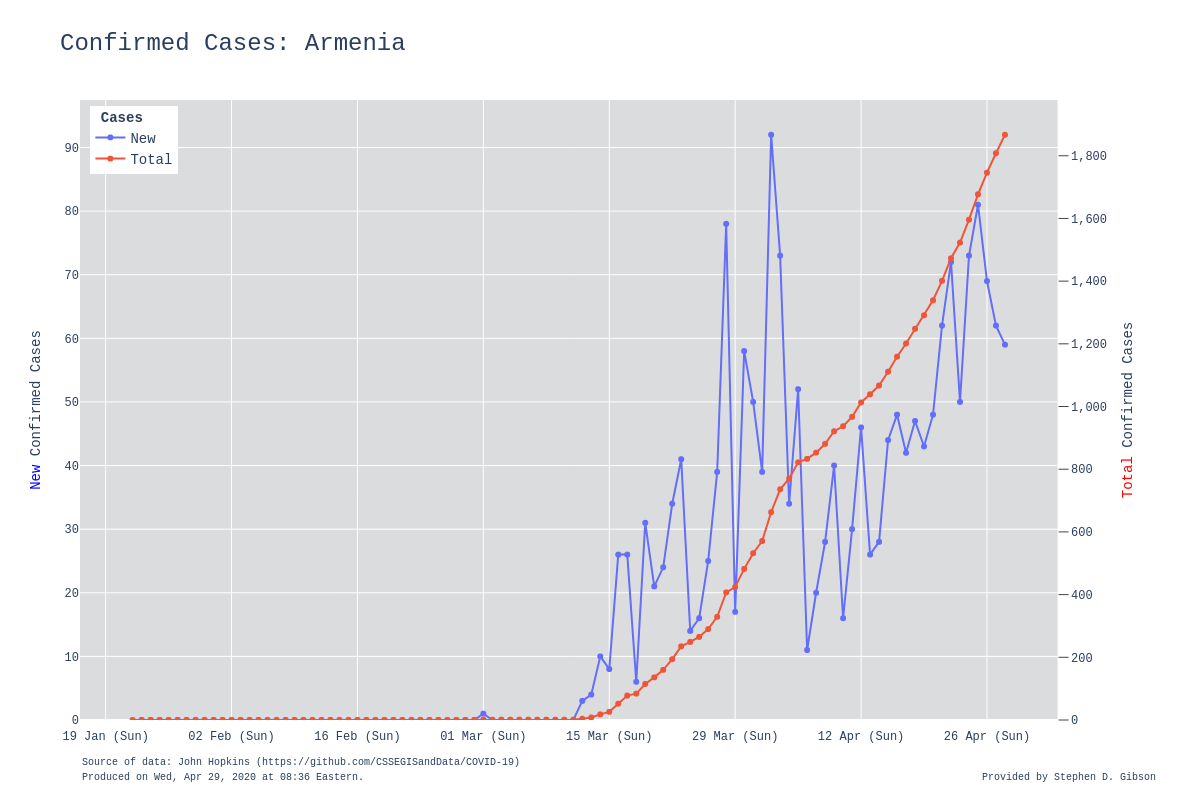 Confirmed Cases: Armenia
Cases
New
Total
90
80
70
60
50
40
30
20
10
0
1,800
1,600
1,400
1,200
1,000
800
600
400
200
0
New Confirmed Cases
Total Confirmed Cases
19 Jan (Sun) 02 Feb (Sun) 16 Feb (Sun) 01 Mar (Sun) 15 Mar (Sun) 29 Mar (Sun) 12 Apr (Sun) 26 Apr (Sun)
Source of data: John Hopkins (https://github.com/CSSEGISandData/COVID-19)
Produced on Wed, Apr 29, 2020 at 08:36 Eastern.
Provided by Stephen D. Gibson